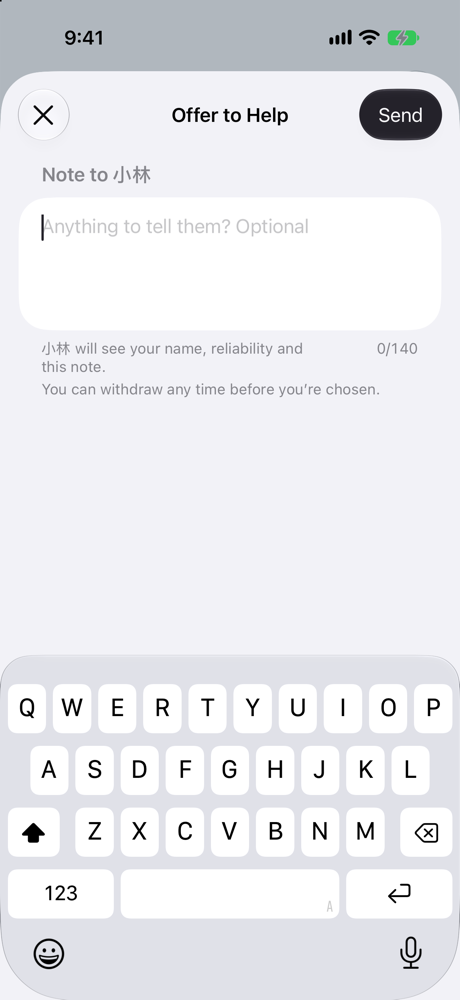 9:41
Offer to Help
Send
Note to 小林
Anything to tell them? Optional
小林 will see your name, reliability and
this note.
0/140
You can withdraw any time before you’re chosen.
Q W E R T Y U I O P
A S D F G H J K L
Z X C V B N M
123
A